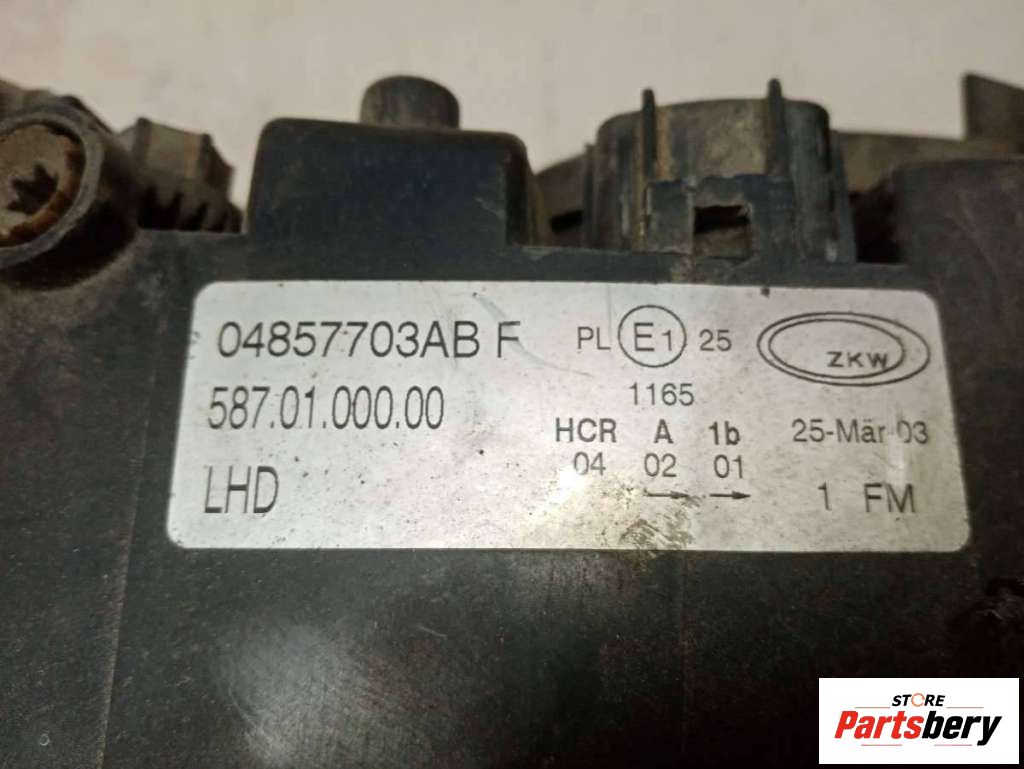 04857703AB F
PL E1 25
ZKW
587.01.000.00
1165
HCR A 1b
25-Mär 03
04 02 01
LHD
→ →
1 FM
STORE
Partsbery